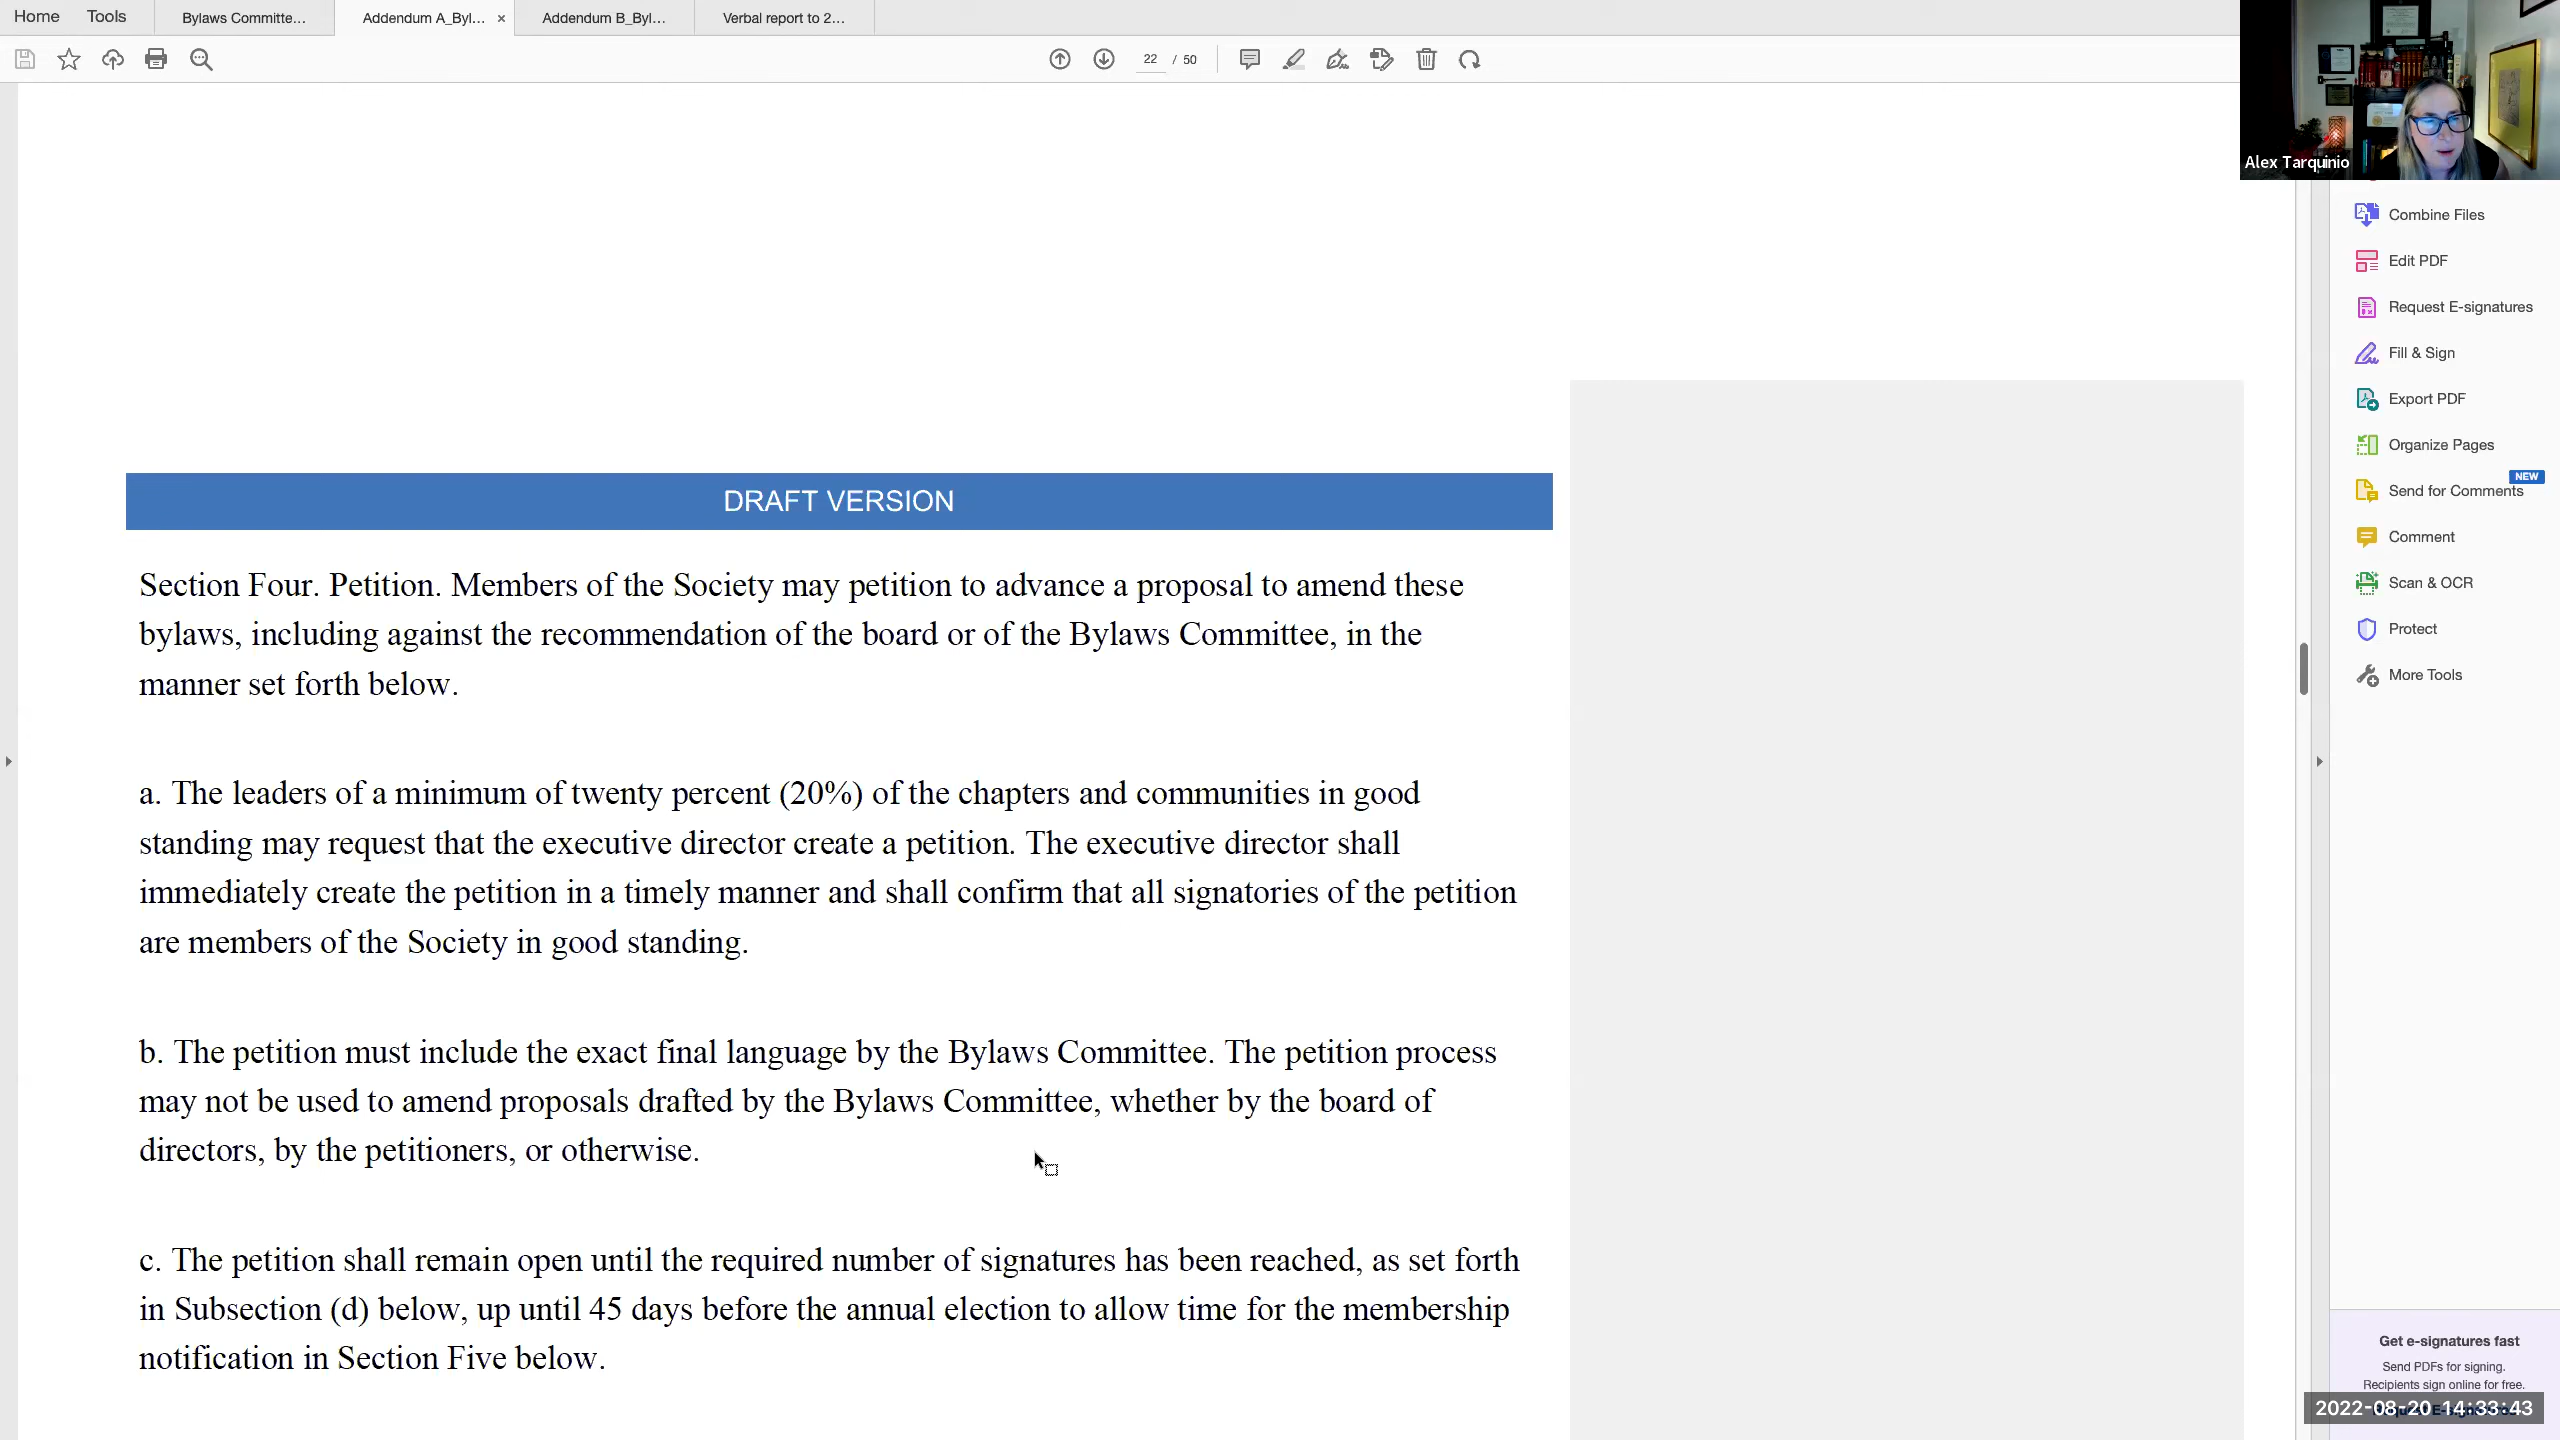 Home Tools Bylaws Committe... Addendum A_Byl... × Addendum B_Byl... Verbal report to 2...
22 / 50
Alex Tarquinio
Combine Files
Edit PDF
Request E-signatures
Fill & Sign
Export PDF
Organize Pages
NEW
Send for Comments
Comment
Scan & OCR
Protect
More Tools
DRAFT VERSION
Section Four. Petition. Members of the Society may petition to advance a proposal to amend these
bylaws, including against the recommendation of the board or of the Bylaws Committee, in the
manner set forth below.
a. The leaders of a minimum of twenty percent (20%) of the chapters and communities in good
standing may request that the executive director create a petition. The executive director shall
immediately create the petition in a timely manner and shall confirm that all signatories of the petition
are members of the Society in good standing.
b. The petition must include the exact final language by the Bylaws Committee. The petition process
may not be used to amend proposals drafted by the Bylaws Committee, whether by the board of
directors, by the petitioners, or otherwise.
c. The petition shall remain open until the required number of signatures has been reached, as set forth
in Subsection (d) below, up until 45 days before the annual election to allow time for the membership
notification in Section Five below.
Get e-signatures fast
Send PDFs for signing.
Recipients sign online for free.
2022-08-20 14:33:43